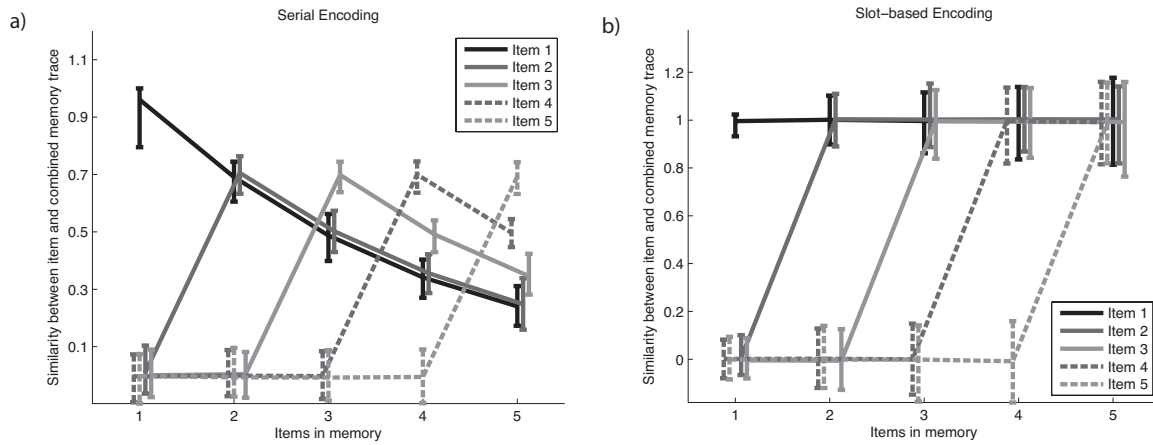 a)
Serial Encoding
Similarity between item and combined memory trace
1.1
0.9
0.7
0.5
0.3
0.1
Item 1
Item 2
Item 3
Item 4
Item 5
1 2 3 4 5
Items in memory
b)
Slot−based Encoding
Similarity between item and combined memory trace
1.2
1
0.8
0.6
0.4
0.2
0
Item 1
Item 2
Item 3
Item 4
Item 5
1 2 3 4 5
Items in memory